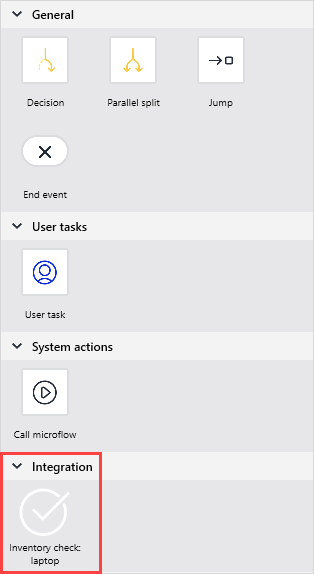 General
Decision
Parallel split
Jump
End event
User tasks
User task
System actions
Call microflow
Integration
Inventory check:
laptop